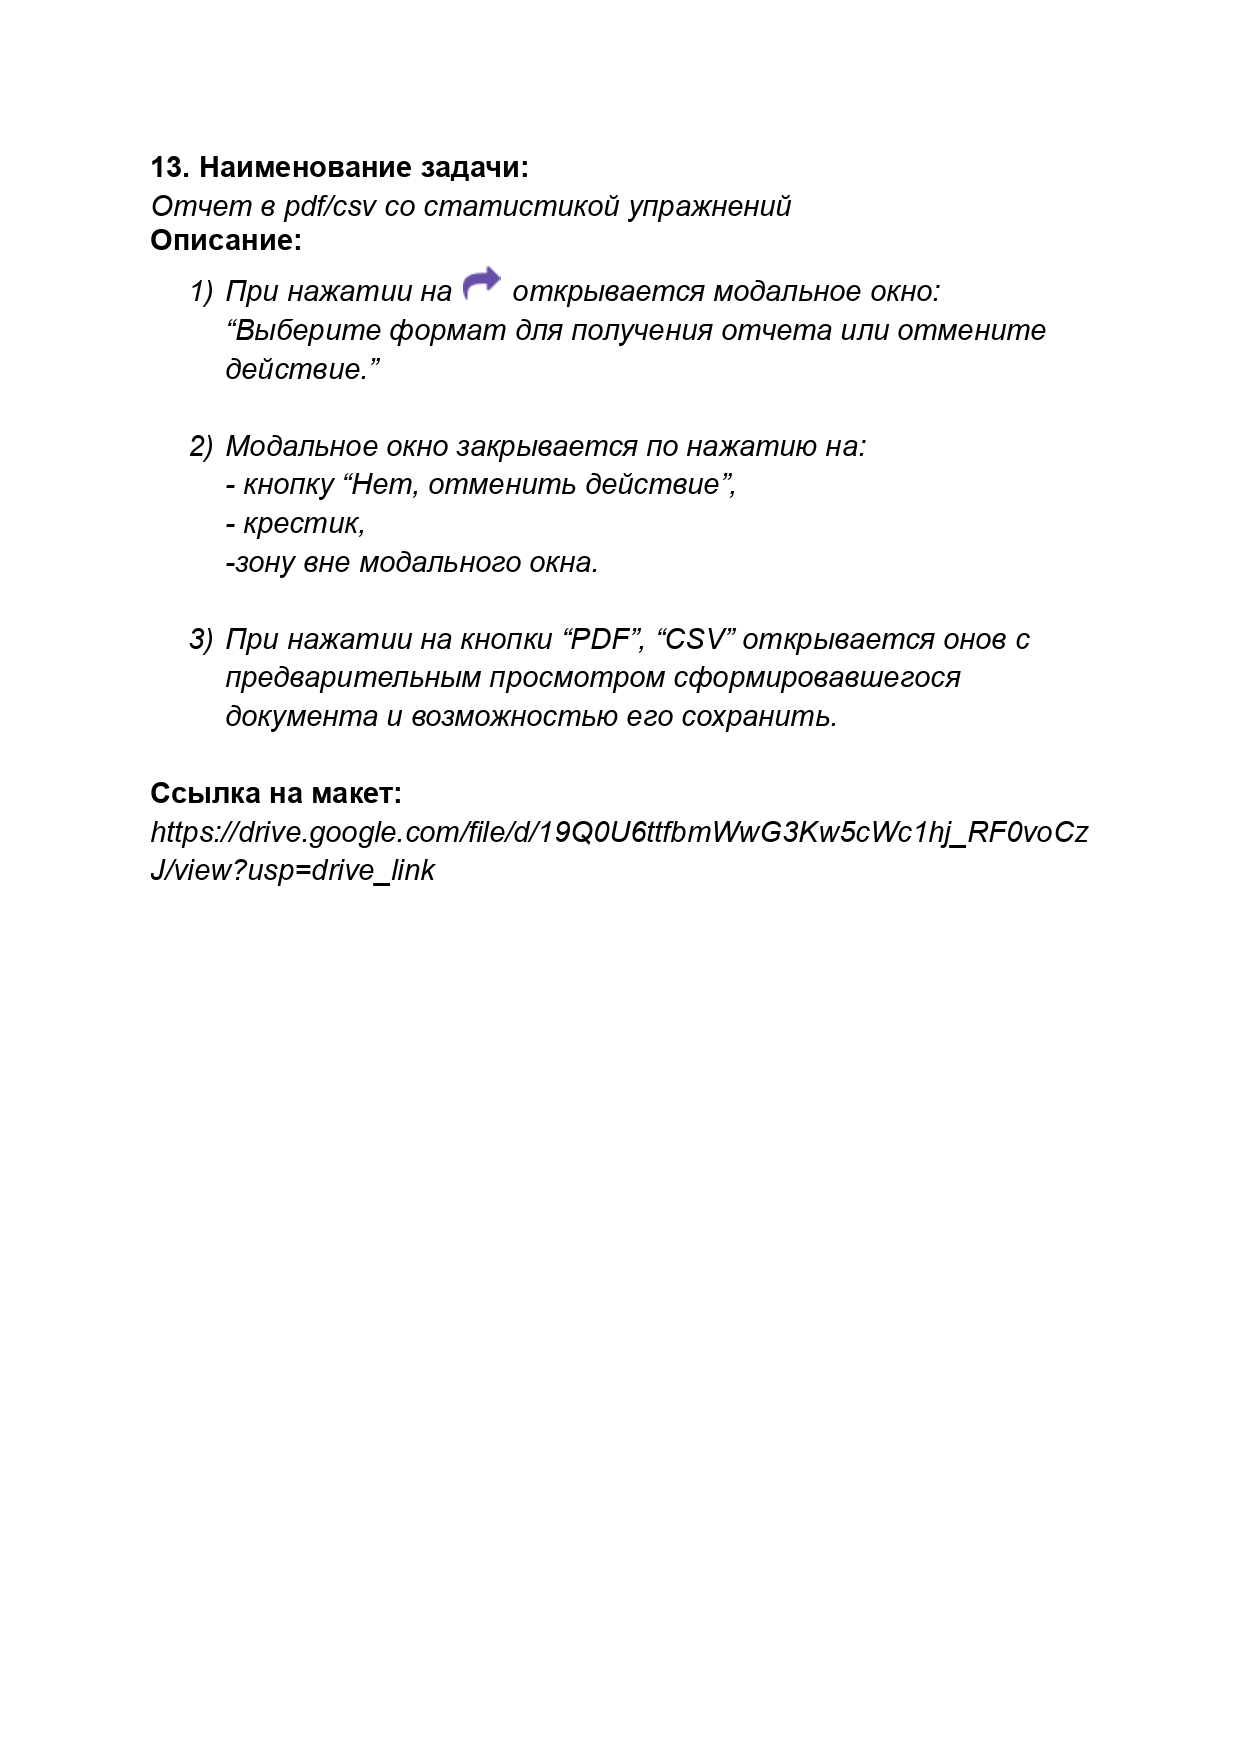 13. Наименование задачи:
Отчет в pdf/csv со статистикой упражнений
Описание:
1) При нажатии на открывается модальное окно:
“Выберите формат для получения отчета или отмените
действие.”
2) Модальное окно закрывается по нажатию на:
- кнопку “Нет, отменить действие”,
- крестик,
-зону вне модального окна.
3) При нажатии на кнопки “PDF”, “CSV” открывается онов с
предварительным просмотром сформировавшегося
документа и возможностью его сохранить.
Ссылка на макет:
https://drive.google.com/file/d/19Q0U6ttfbmWwG3Kw5cWc1hj_RF0voCz
J/view?usp=drive_link